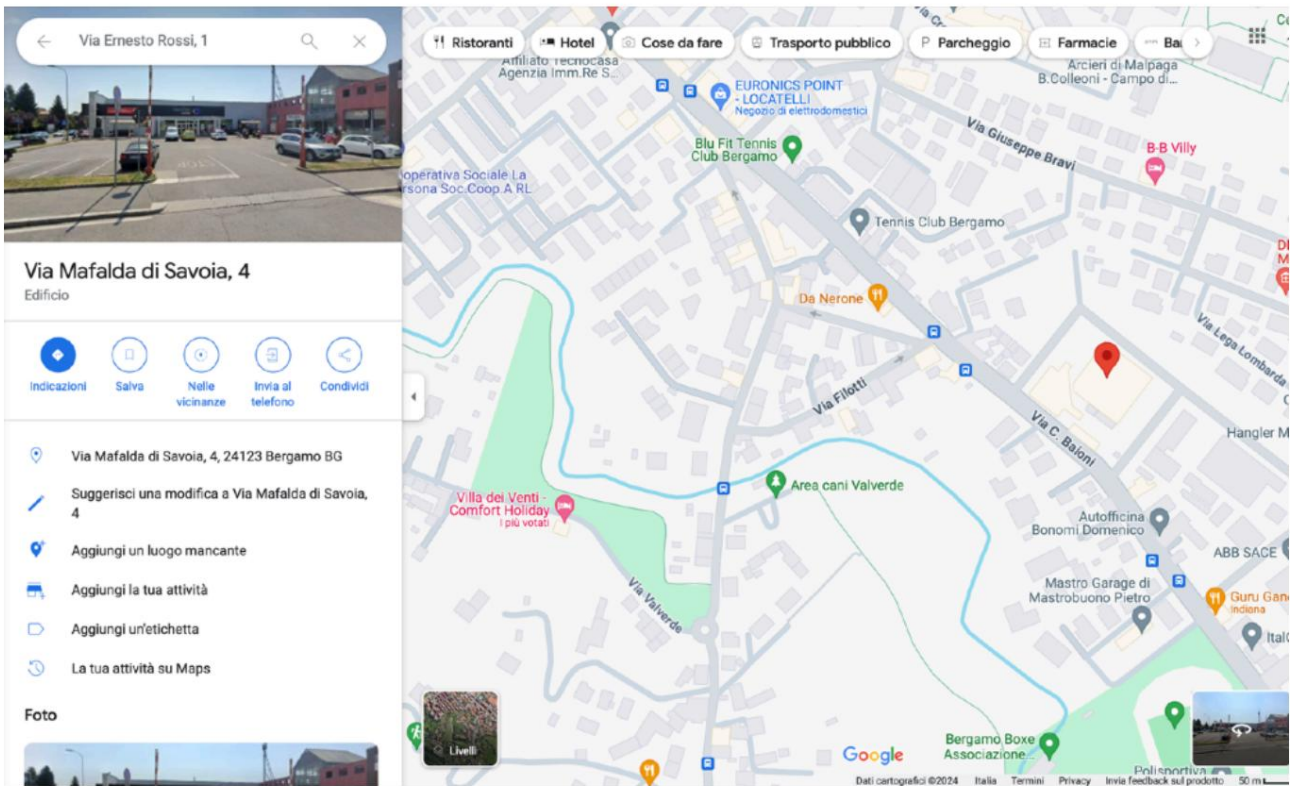 Via Ernesto Rossi, 1
Via Mafalda di Savoia, 4
Edificio
Indicazioni
Salva
Nelle
vicinanze
Invia al
telefono
Condividi
Via Mafalda di Savoia, 4, 24123 Bergamo BG
Suggerisci una modifica a Via Mafalda di Savoia,
4
Aggiungi un luogo mancante
Aggiungi la tua attività
Aggiungi un'etichetta
La tua attività su Maps
Foto
Ristoranti
Hotel
Cose da fare
Trasporto pubblico
P Parcheggio
Farmacie
Affiliato Tecnocasa
Agenzia Imm.Re S...
EURONICS POINT
- LOCATELLI
Negozio di elettrodomestici
Arcieri di Malpaga
B.Colleoni - Campo di...
Via Giuseppe Bravi
B-B Villy
Blu Fit Tennis
Club Bergamo
operativa Sociale La
rsona Soc.Coop.A RL
Tennis Club Bergamo
Da Nerone
Via Lega Lombarda
Via Filotti
Via C. Baioni
Hangler M
Area cani Valverde
Villa dei Venti -
Comfort Holiday
I più votati
Autofficina
Bonomi Domenico
ABB SACE
Via Valverde
Mastro Garage di
Mastrobuono Pietro
Guru Gan
Indiana
Livelli
Google
Bergamo Boxe
Associazione...
Polisportiva
Dati cartografici ©2024 Italia Termini Privacy Invia feedback sul prodotto 50 m